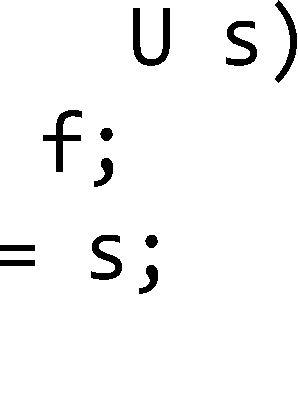 U s)
f;
= s;